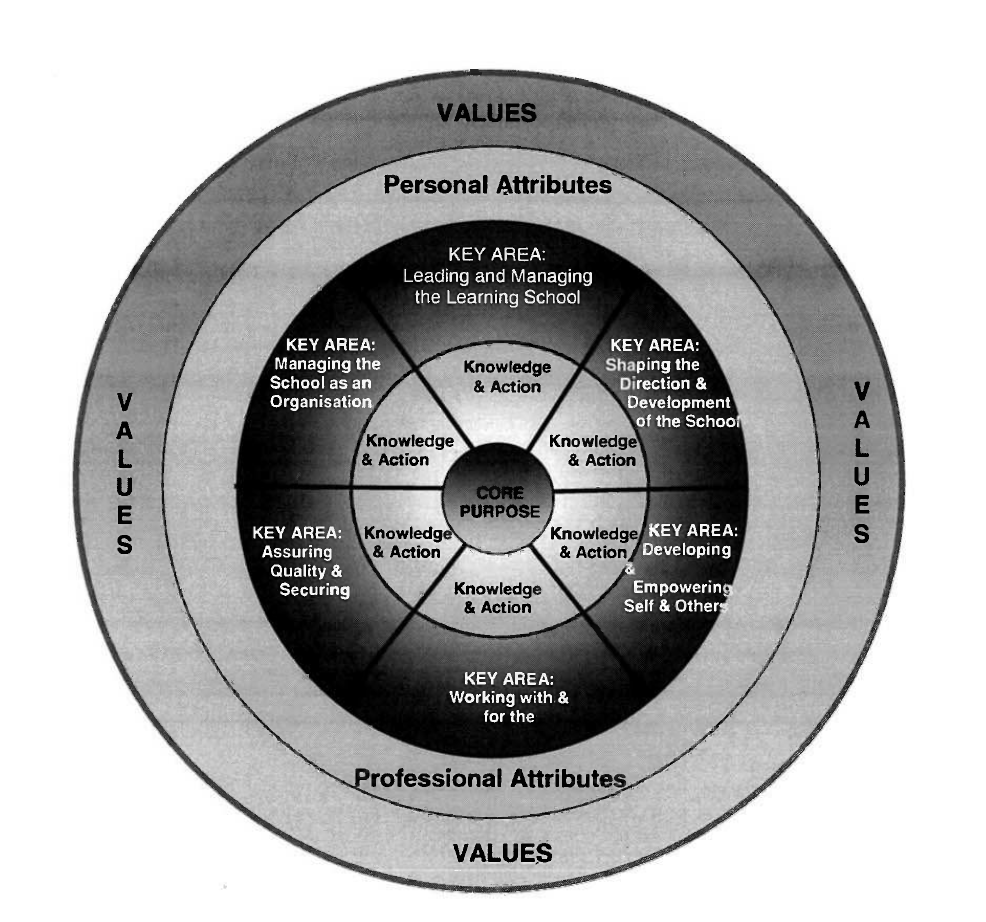 VALUES
Personal Attributes
KEY AREA:
Leading and Managing
the Learning School
KEY AREA:
Managing the
School as an
Organisation
KEY AREA:
Shaping the
Direction &
Development
of the School
Knowledge
& Action
Knowledge
& Action
Knowledge
& Action
VALUES
VALUES
CORE
PURPOSE
KEY AREA:
Assuring
Quality &
Securing
Knowledge
& Action
Knowledge
& Action
KEY AREA:
Developing
&
Empowering
Self & Others
Knowledge
& Action
KEY AREA:
Working with &
for the
Professional Attributes
VALUES